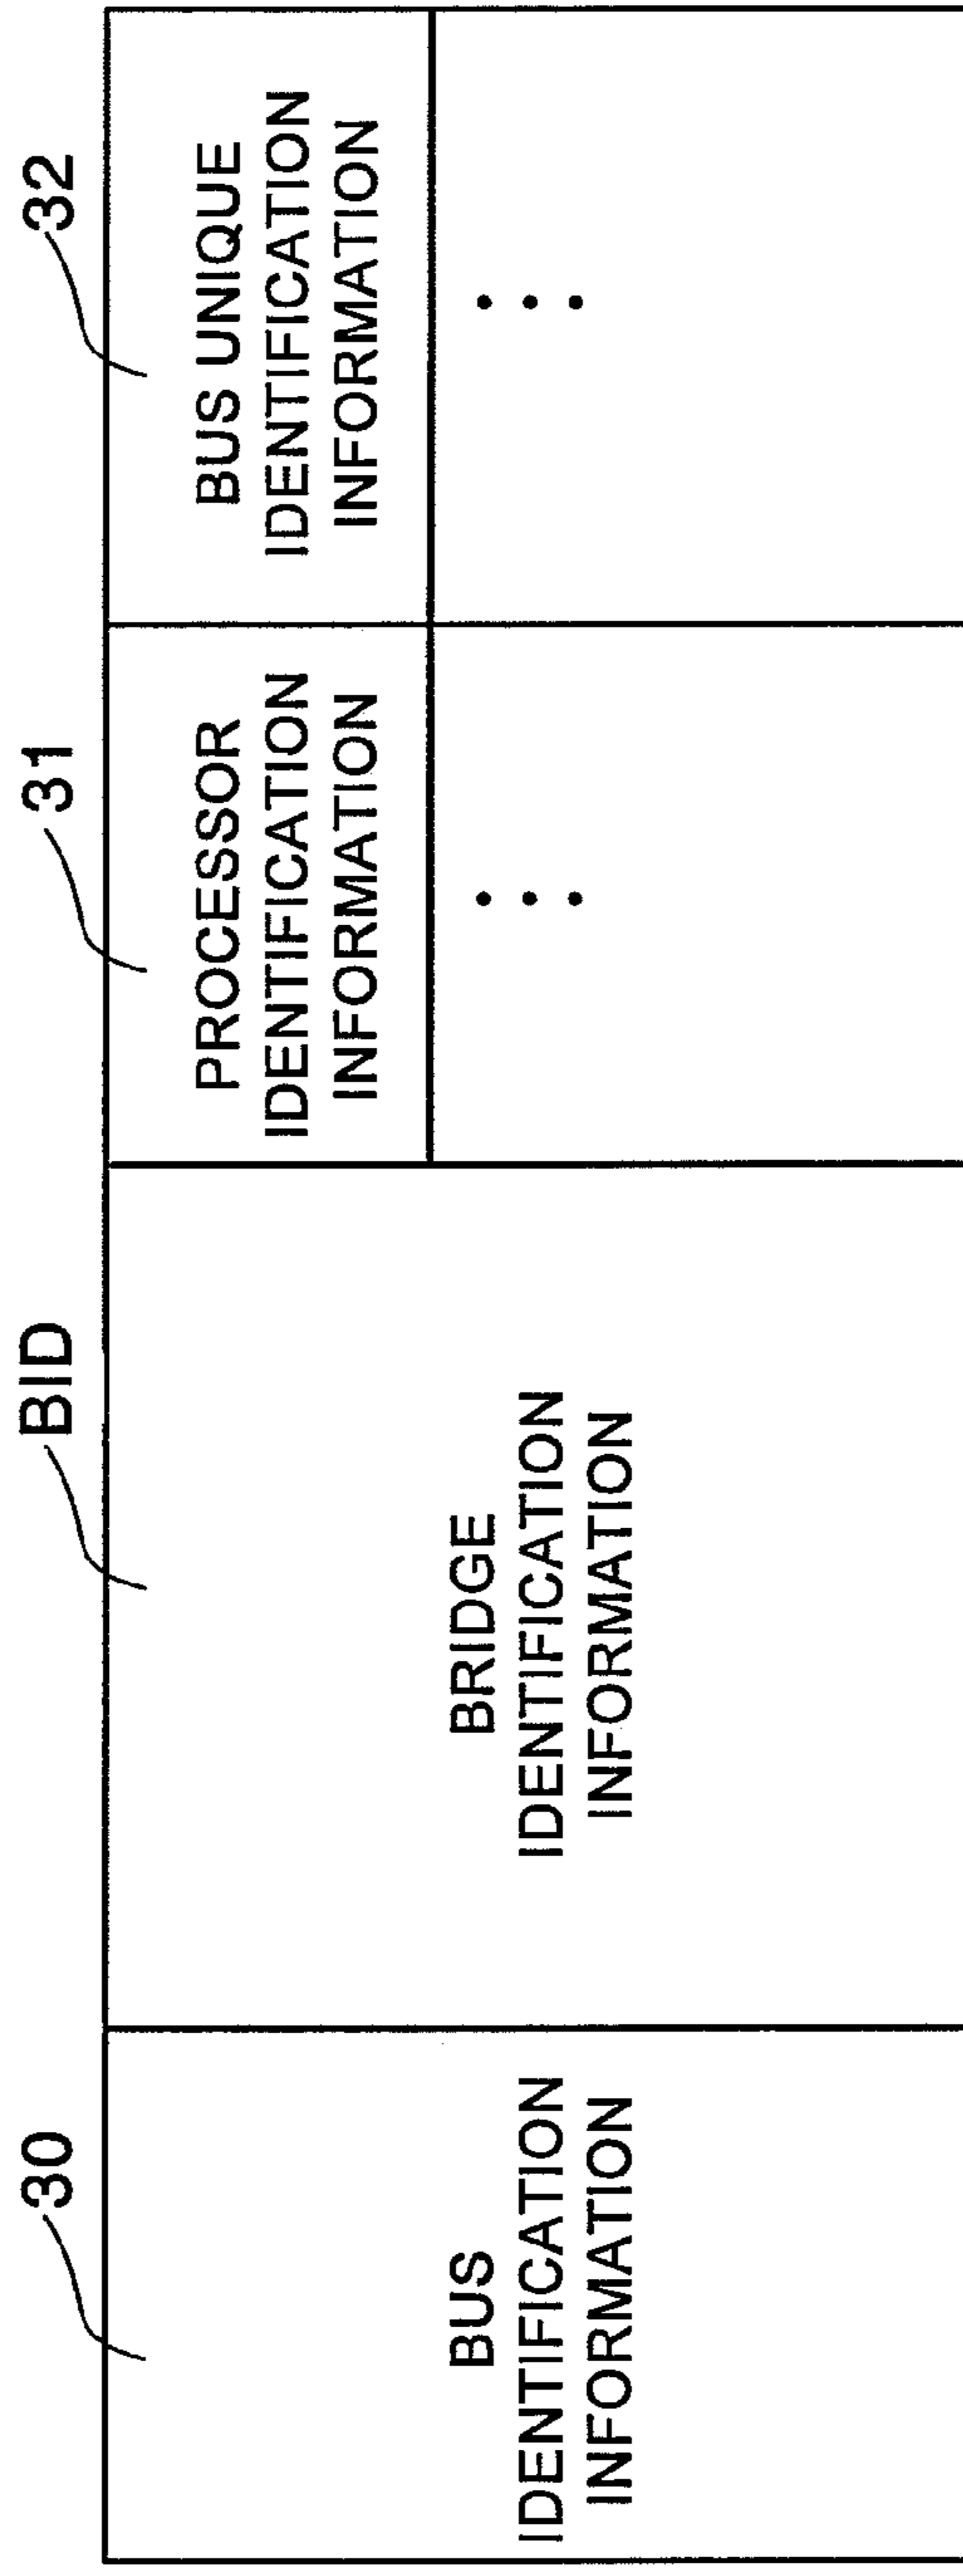 30
BID
31
32
BUS
IDENTIFICATION
INFORMATION
BRIDGE
IDENTIFICATION
INFORMATION
PROCESSOR
IDENTIFICATION
INFORMATION
BUS UNIQUE
IDENTIFICATION
INFORMATION